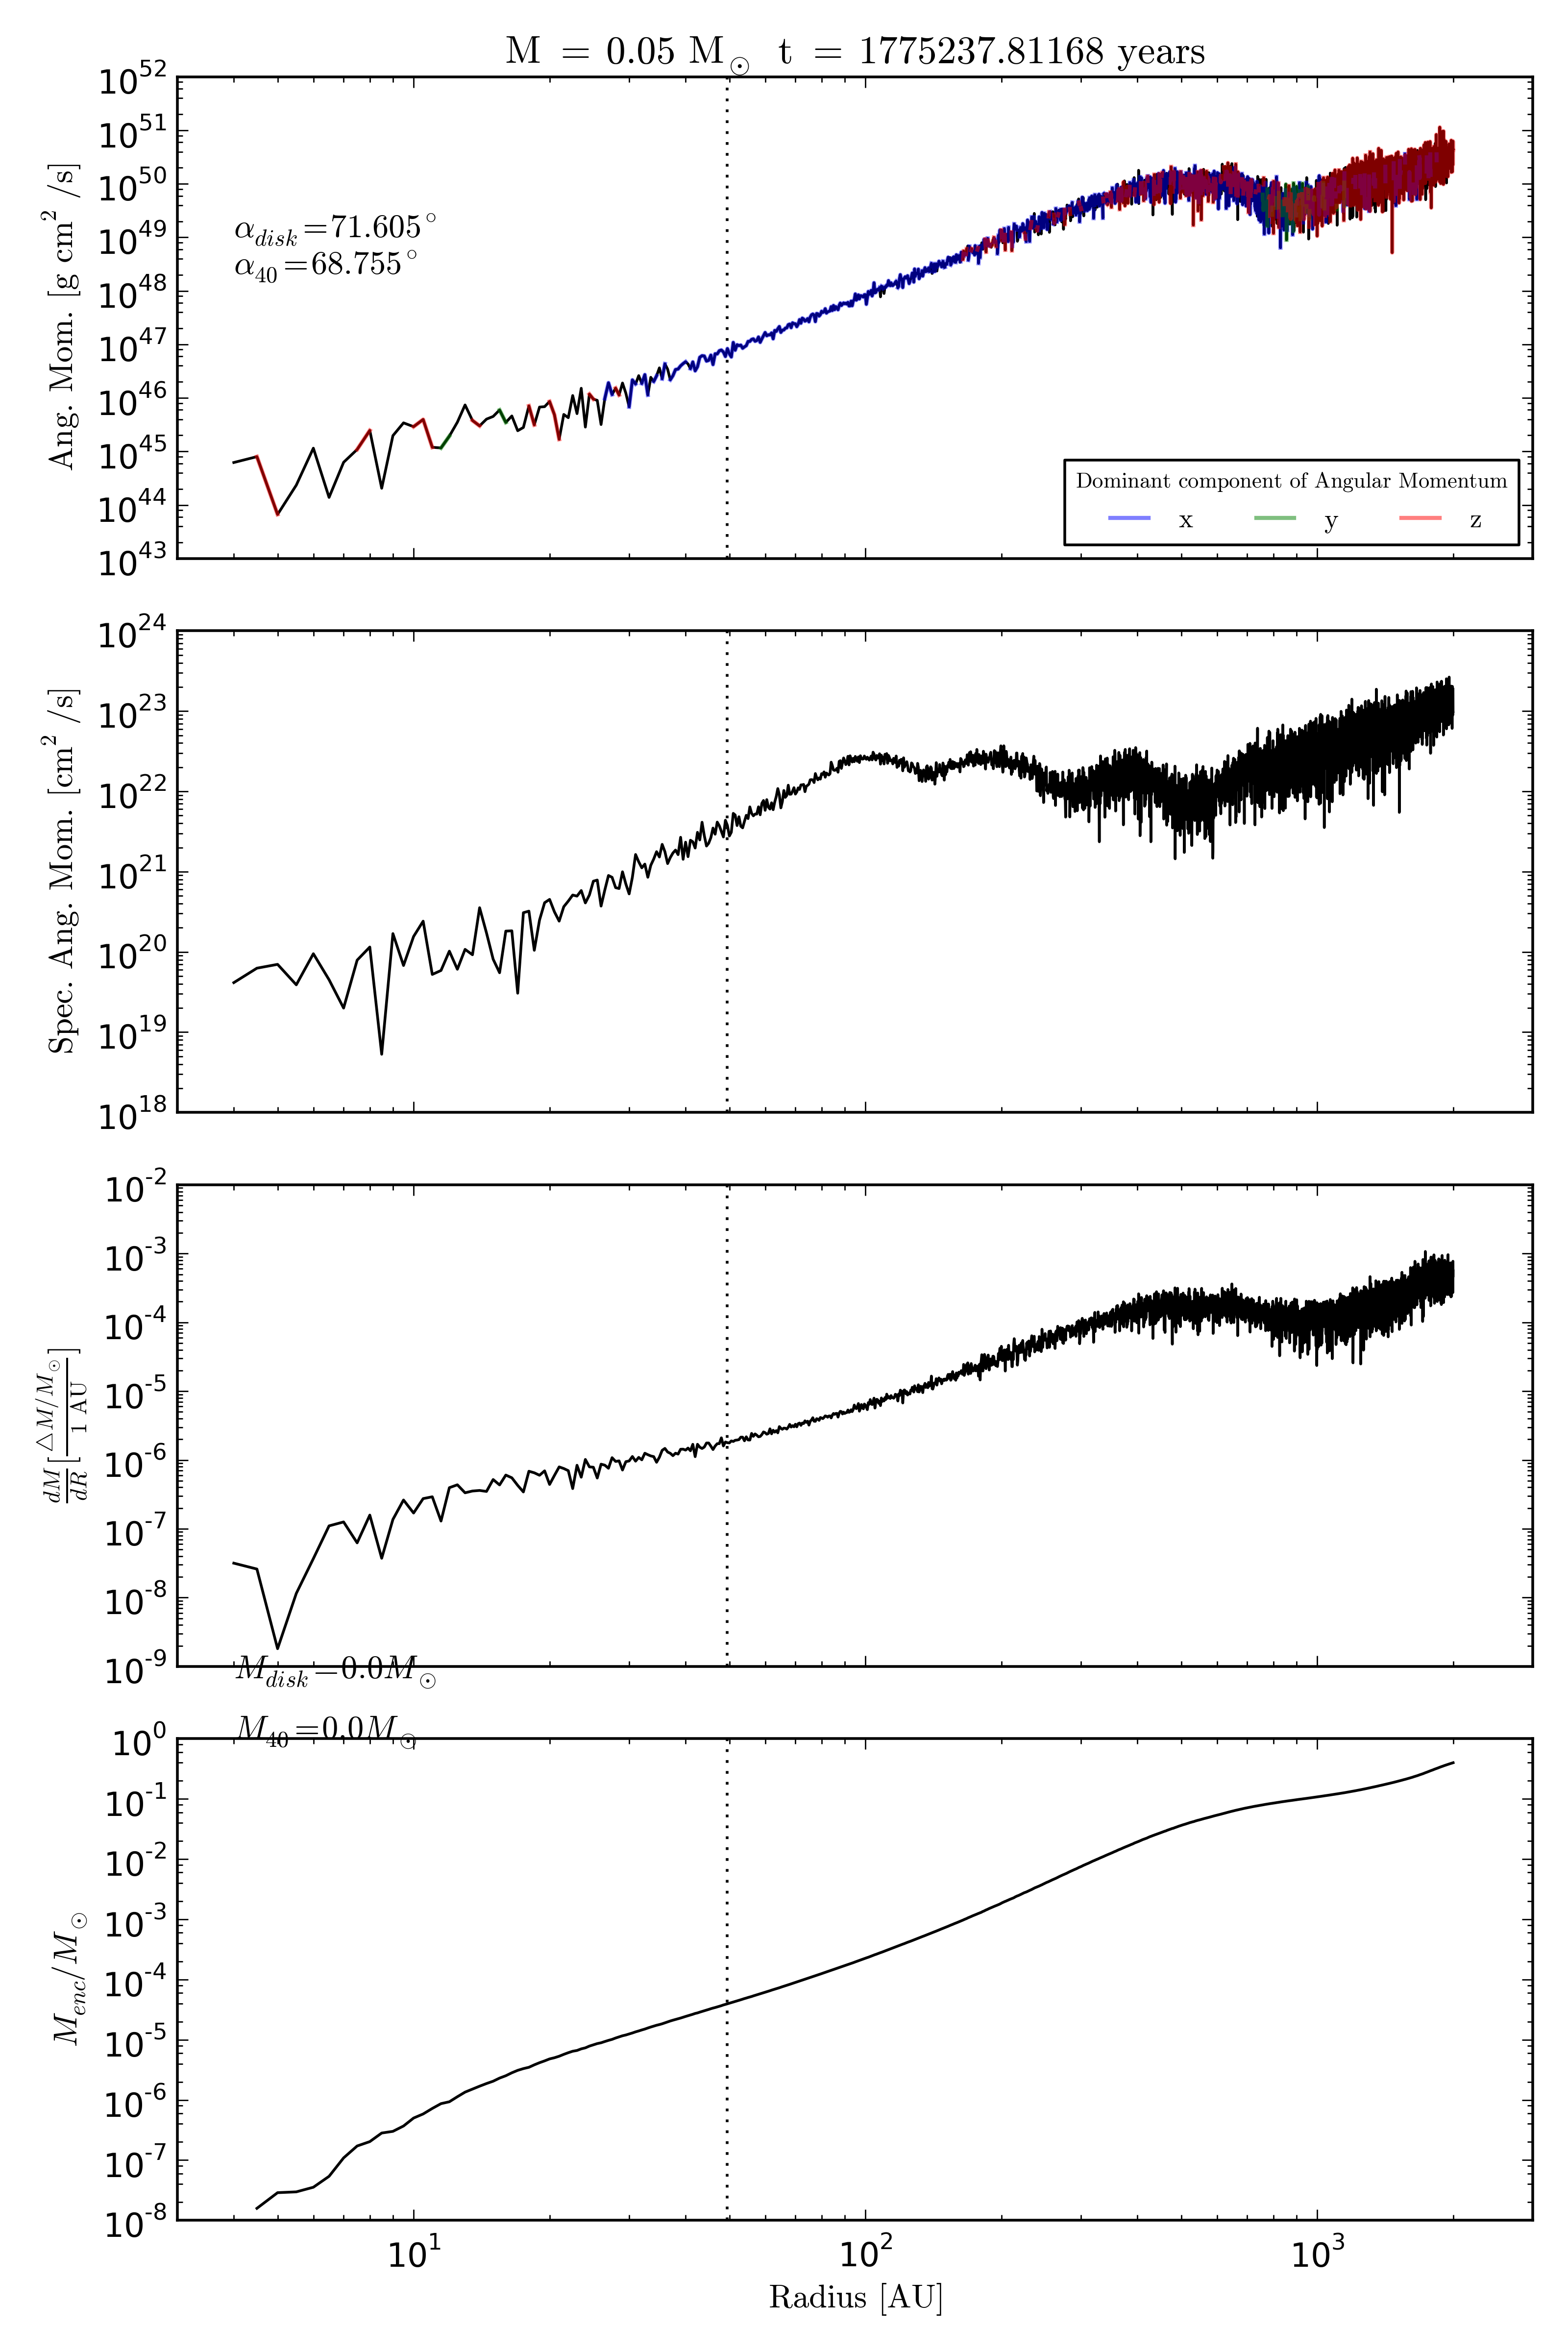 M = 0.05 M⊙ t = 1775237.81168 years
10^52
10^51
10^50
10^49
10^48
10^47
10^46
10^45
10^44
10^43
Ang. Mom. [g cm^2 /s]
α_disk=71.605°
α_40=68.755°
Dominant component of Angular Momentum
x y z
10^24
10^23
10^22
10^21
10^20
10^19
10^18
Spec. Ang. Mom. [cm^2 /s]
10^-2
10^-3
10^-4
10^-5
10^-6
10^-7
10^-8
10^-9
dM/dR [△M/M⊙ / 1 AU]
M_disk=0.0M⊙
M_40=0.0M⊙
10^0
10^-1
10^-2
10^-3
10^-4
10^-5
10^-6
10^-7
10^-8
M_enc/M⊙
10^1 10^2 10^3
Radius [AU]